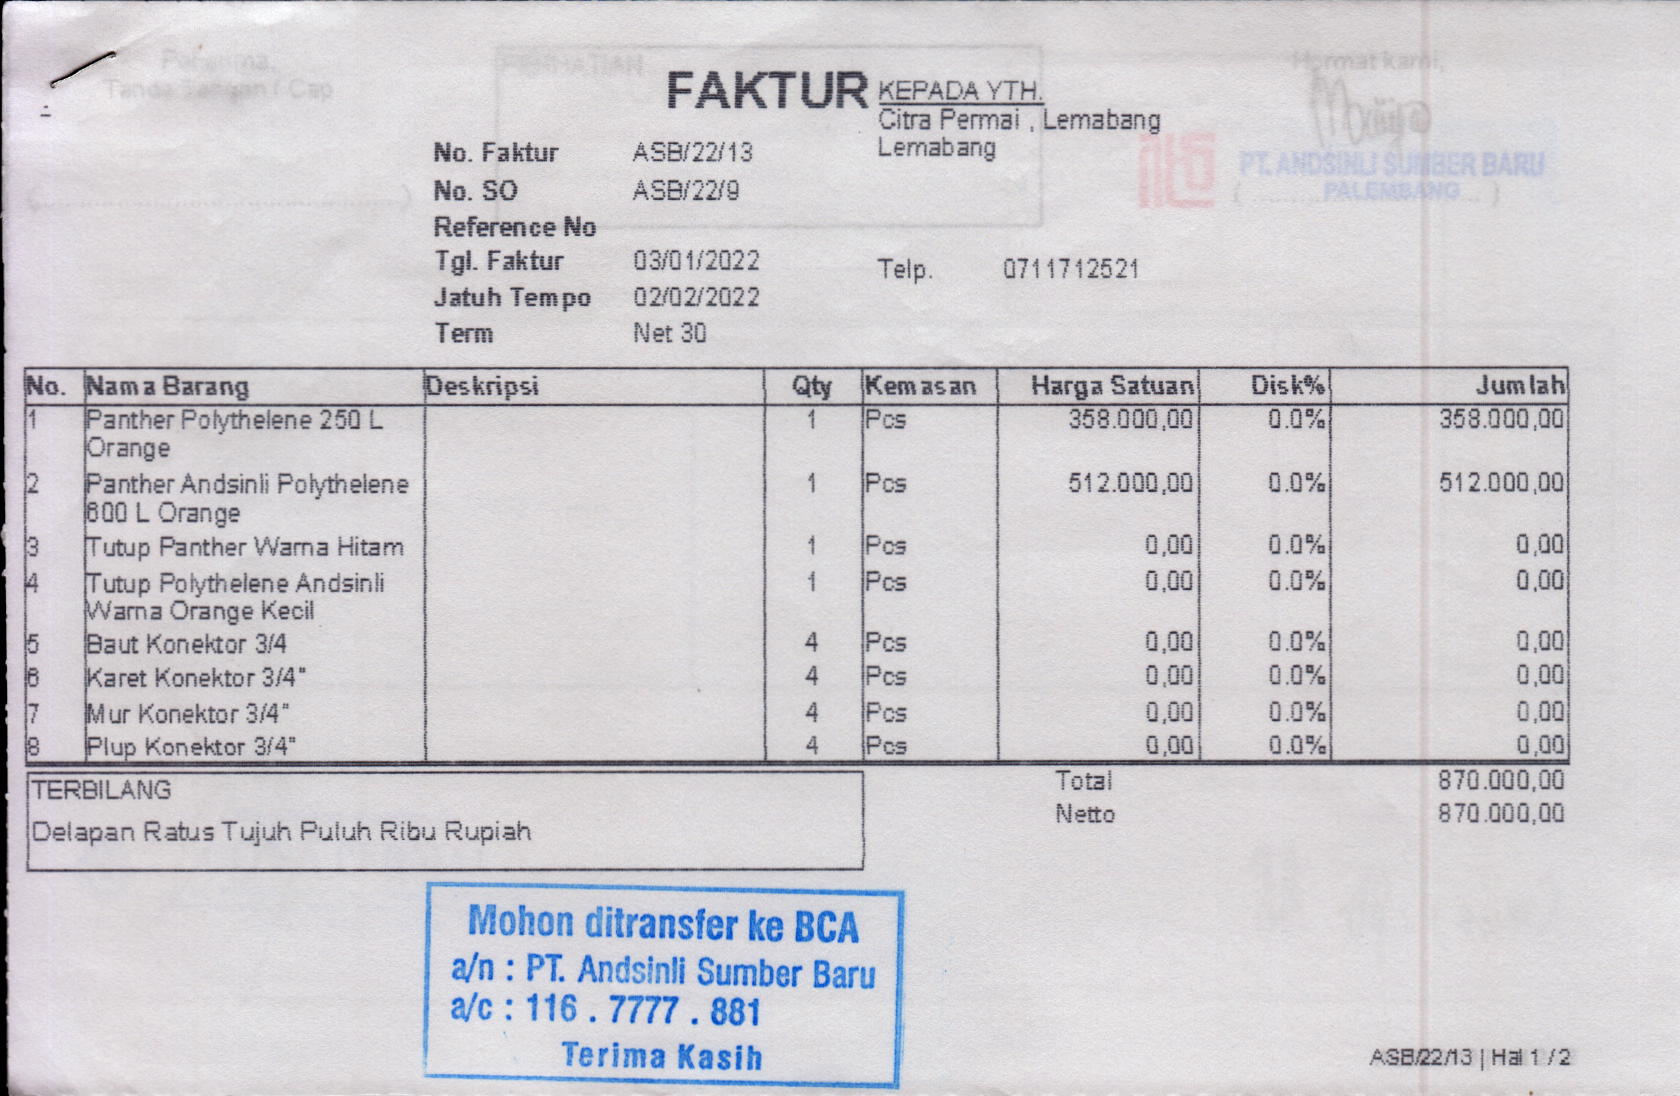 FAKTUR
KEPADA YTH.
Citra Permai , Lemabang
Lemabang
No. Faktur ASB/22/13
No. SO ASB/22/9
Reference No
Tgl. Faktur 03/01/2022
Telp. 0711712521
Jatuh Tempo 02/02/2022
Term Net 30
No. Nama Barang Deskripsi Qty Kemasan Harga Satuan Disk% Jumlah
1 Panther Polythelene 250 L 1 Pcs 358.000,00 0.0% 358.000,00
Orange
2 Panther Andsinli Polythelene 1 Pcs 512.000,00 0.0% 512.000,00
600 L Orange
3 Tutup Panther Warna Hitam 1 Pcs 0,00 0.0% 0,00
4 Tutup Polythelene Andsinli 1 Pcs 0,00 0.0% 0,00
Warna Orange Kecil
5 Baut Konektor 3/4 4 Pcs 0,00 0.0% 0,00
6 Karet Konektor 3/4" 4 Pcs 0,00 0.0% 0,00
7 Mur Konektor 3/4" 4 Pcs 0,00 0.0% 0,00
8 Plup Konektor 3/4" 4 Pcs 0,00 0.0% 0,00
TERBILANG
Delapan Ratus Tujuh Puluh Ribu Rupiah
Total 870.000,00
Netto 870.000,00
Mohon ditransfer ke BCA
a/n : PT. Andsinli Sumber Baru
a/c : 116 . 7777 . 881
Terima Kasih
ASB/22/13 | Hal 1 / 2
Tanda Tangan / Cap
PERHATIAN
Hormat kami,
PT. ANDSINLI SUMBER BARU
PALEMBANG